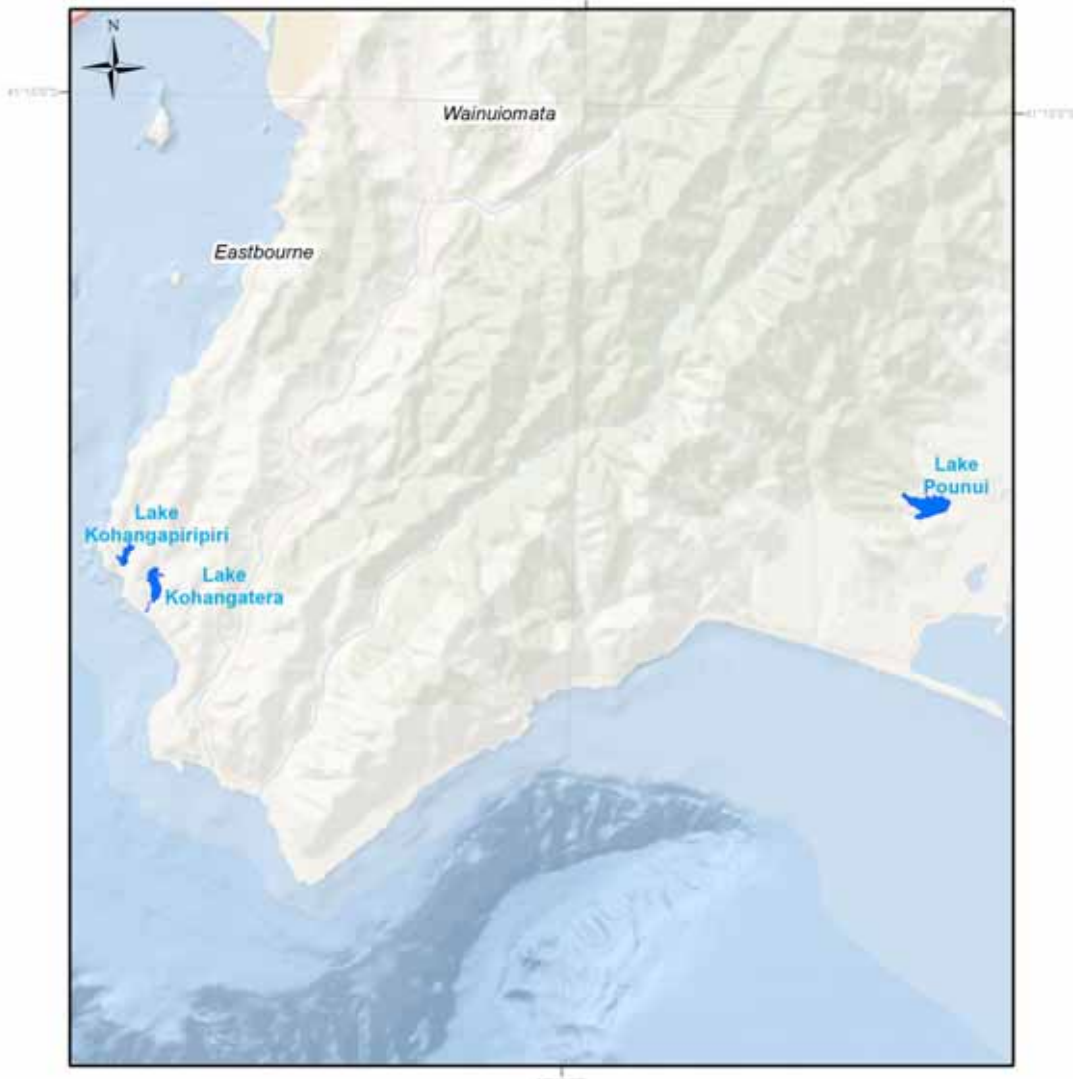 N
Wainuiomata
Eastbourne
Lake
Pounui
Lake
Kohangapiripiri
Lake
Kohangatera